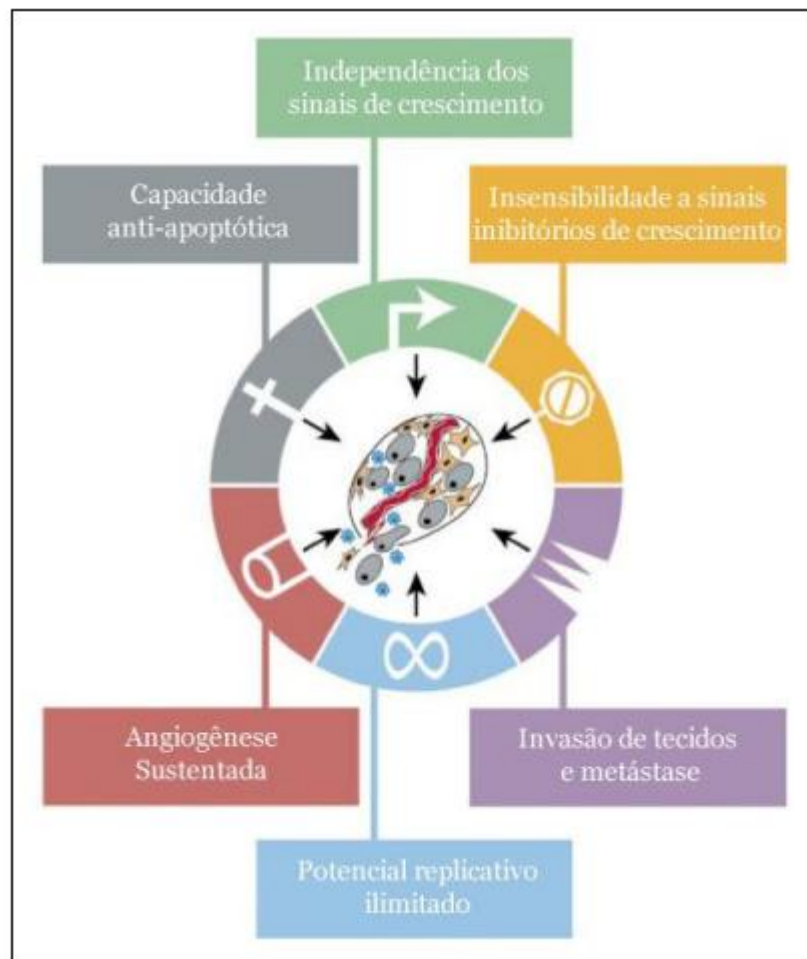 Independência dos
sinais de crescimento
Capacidade
anti-apoptótica
Insensibilidade a sinais
inibitórios de crescimento
Angiogênese
Sustentada
Invasão de tecidos
e metástase
Potencial replicativo
ilimitado